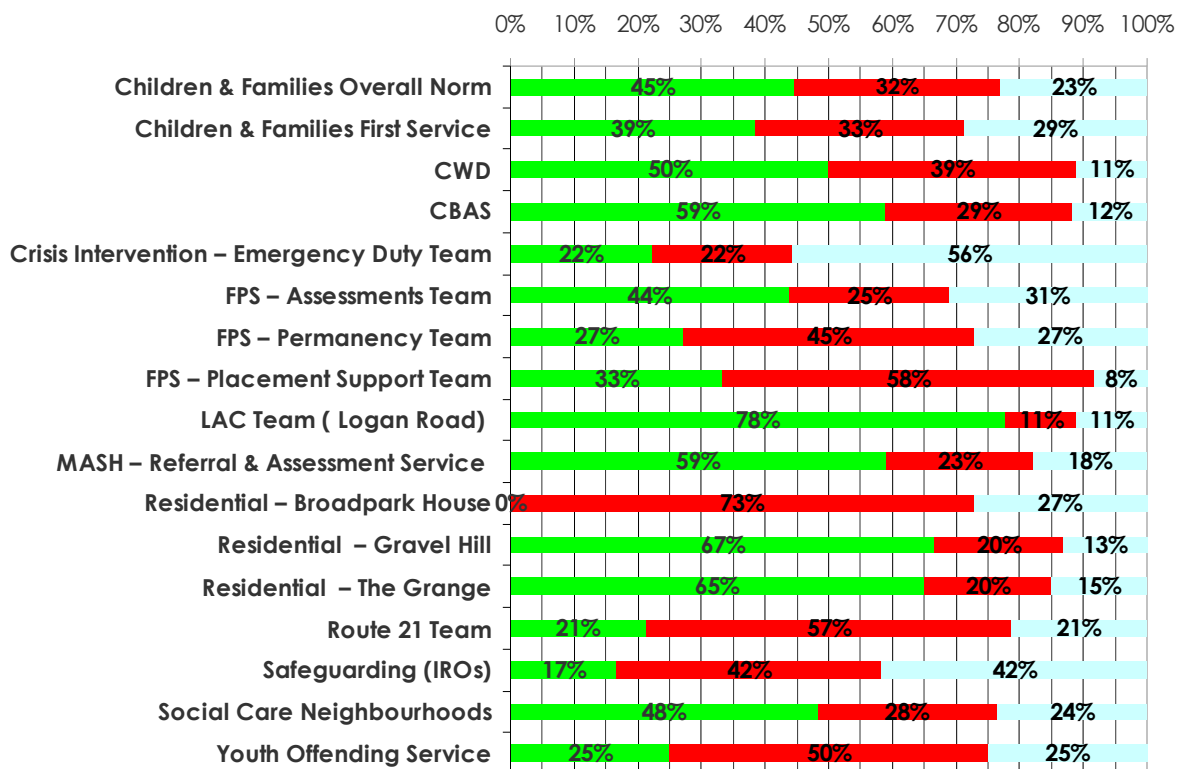 0% 10% 20% 30% 40% 50% 60% 70% 80% 90% 100%
Children & Families Overall Norm 45% 32% 23%
Children & Families First Service 39% 33% 29%
CWD 50% 39% 11%
CBAS 59% 29% 12%
Crisis Intervention – Emergency Duty Team 22% 22% 56%
FPS – Assessments Team 44% 25% 31%
FPS – Permanency Team 27% 45% 27%
FPS – Placement Support Team 33% 58% 8%
LAC Team ( Logan Road) 78% 11% 11%
MASH – Referral & Assessment Service 59% 23% 18%
Residential – Broadpark House 0% 73% 27%
Residential – Gravel Hill 67% 20% 13%
Residential – The Grange 65% 20% 15%
Route 21 Team 21% 57% 21%
Safeguarding (IROs) 17% 42% 42%
Social Care Neighbourhoods 48% 28% 24%
Youth Offending Service 25% 50% 25%